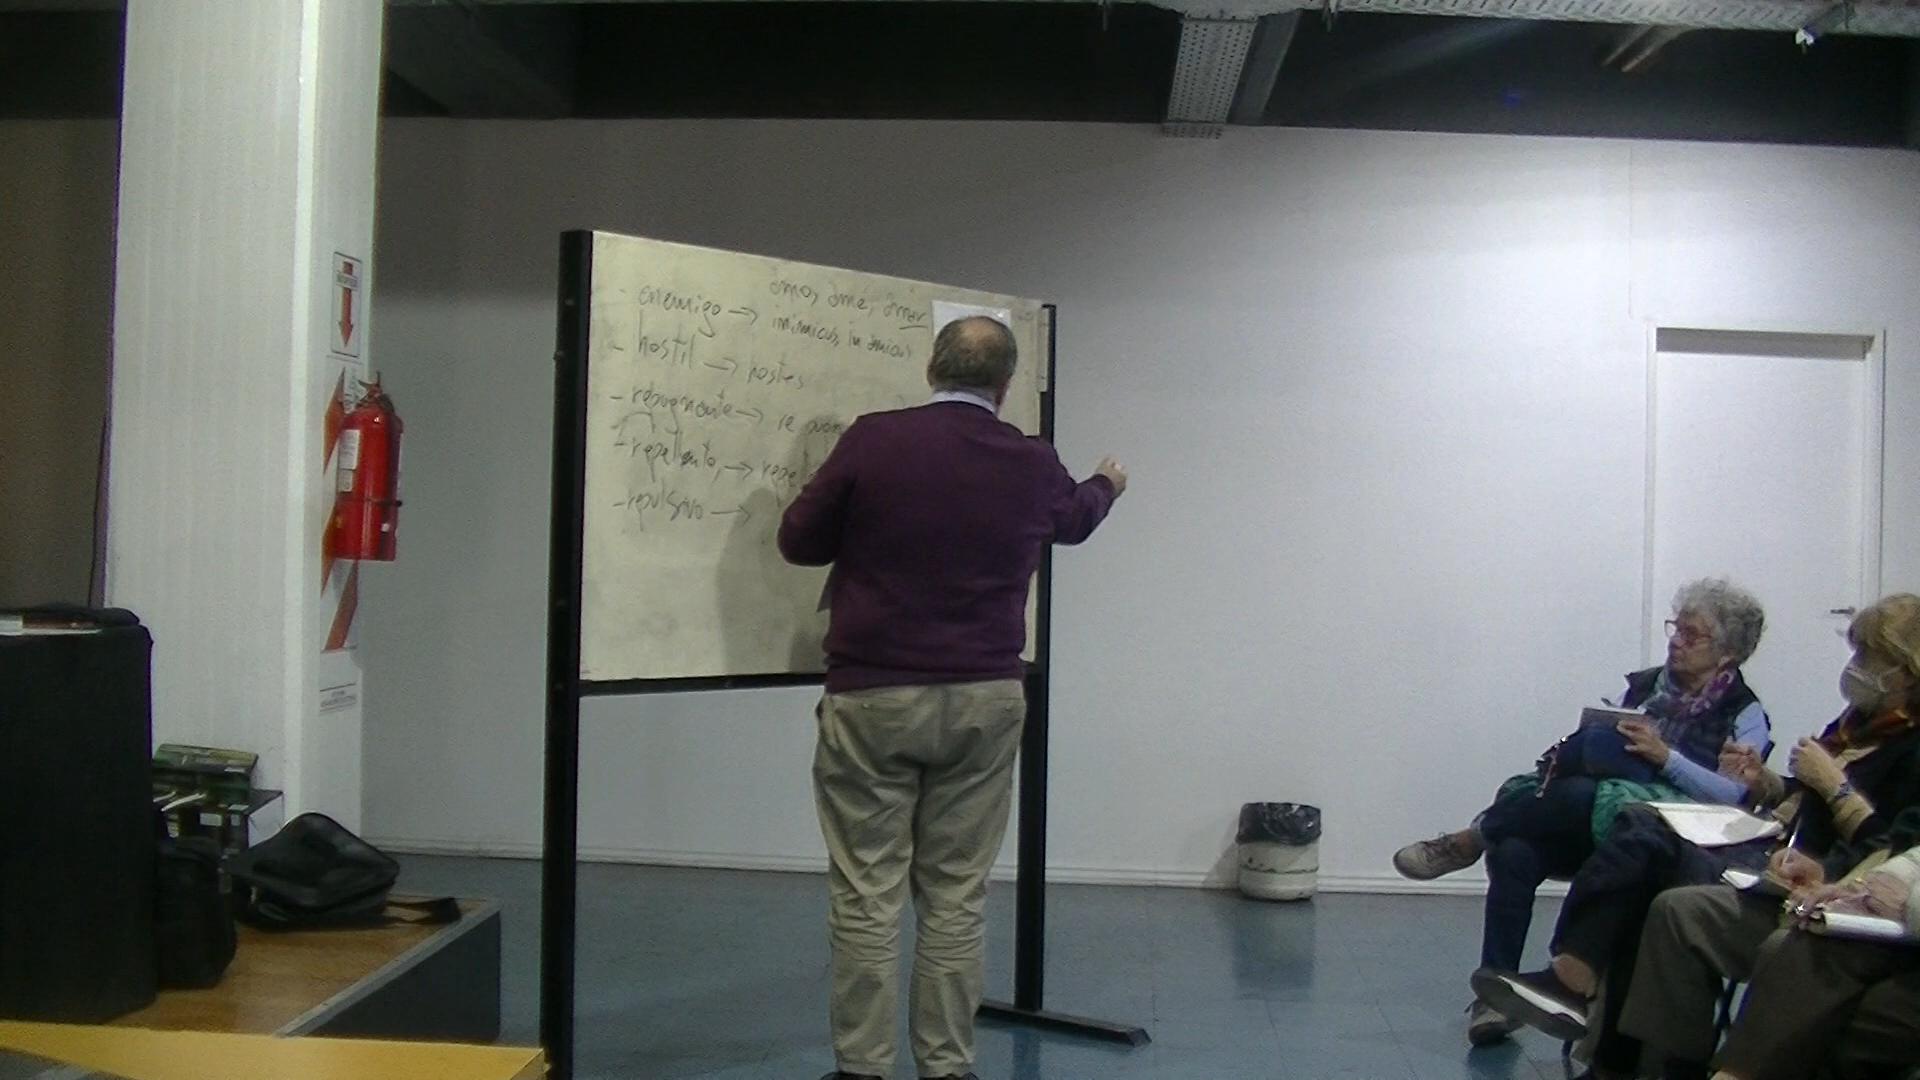 amo, amé, amar
- enemigo → inimicus, in amicus
- hostil → hostes
- repugnante → re
- repelente, → repe
- repulsivo →